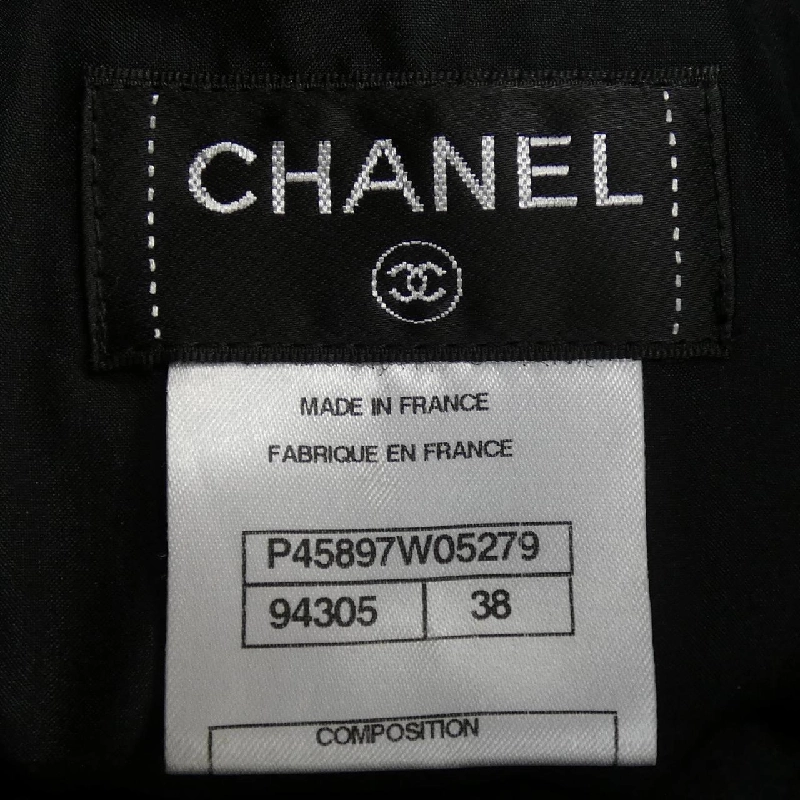 CHANEL
MADE IN FRANCE
FABRIQUE EN FRANCE
P45897W05279
94305 38
COMPOSITION